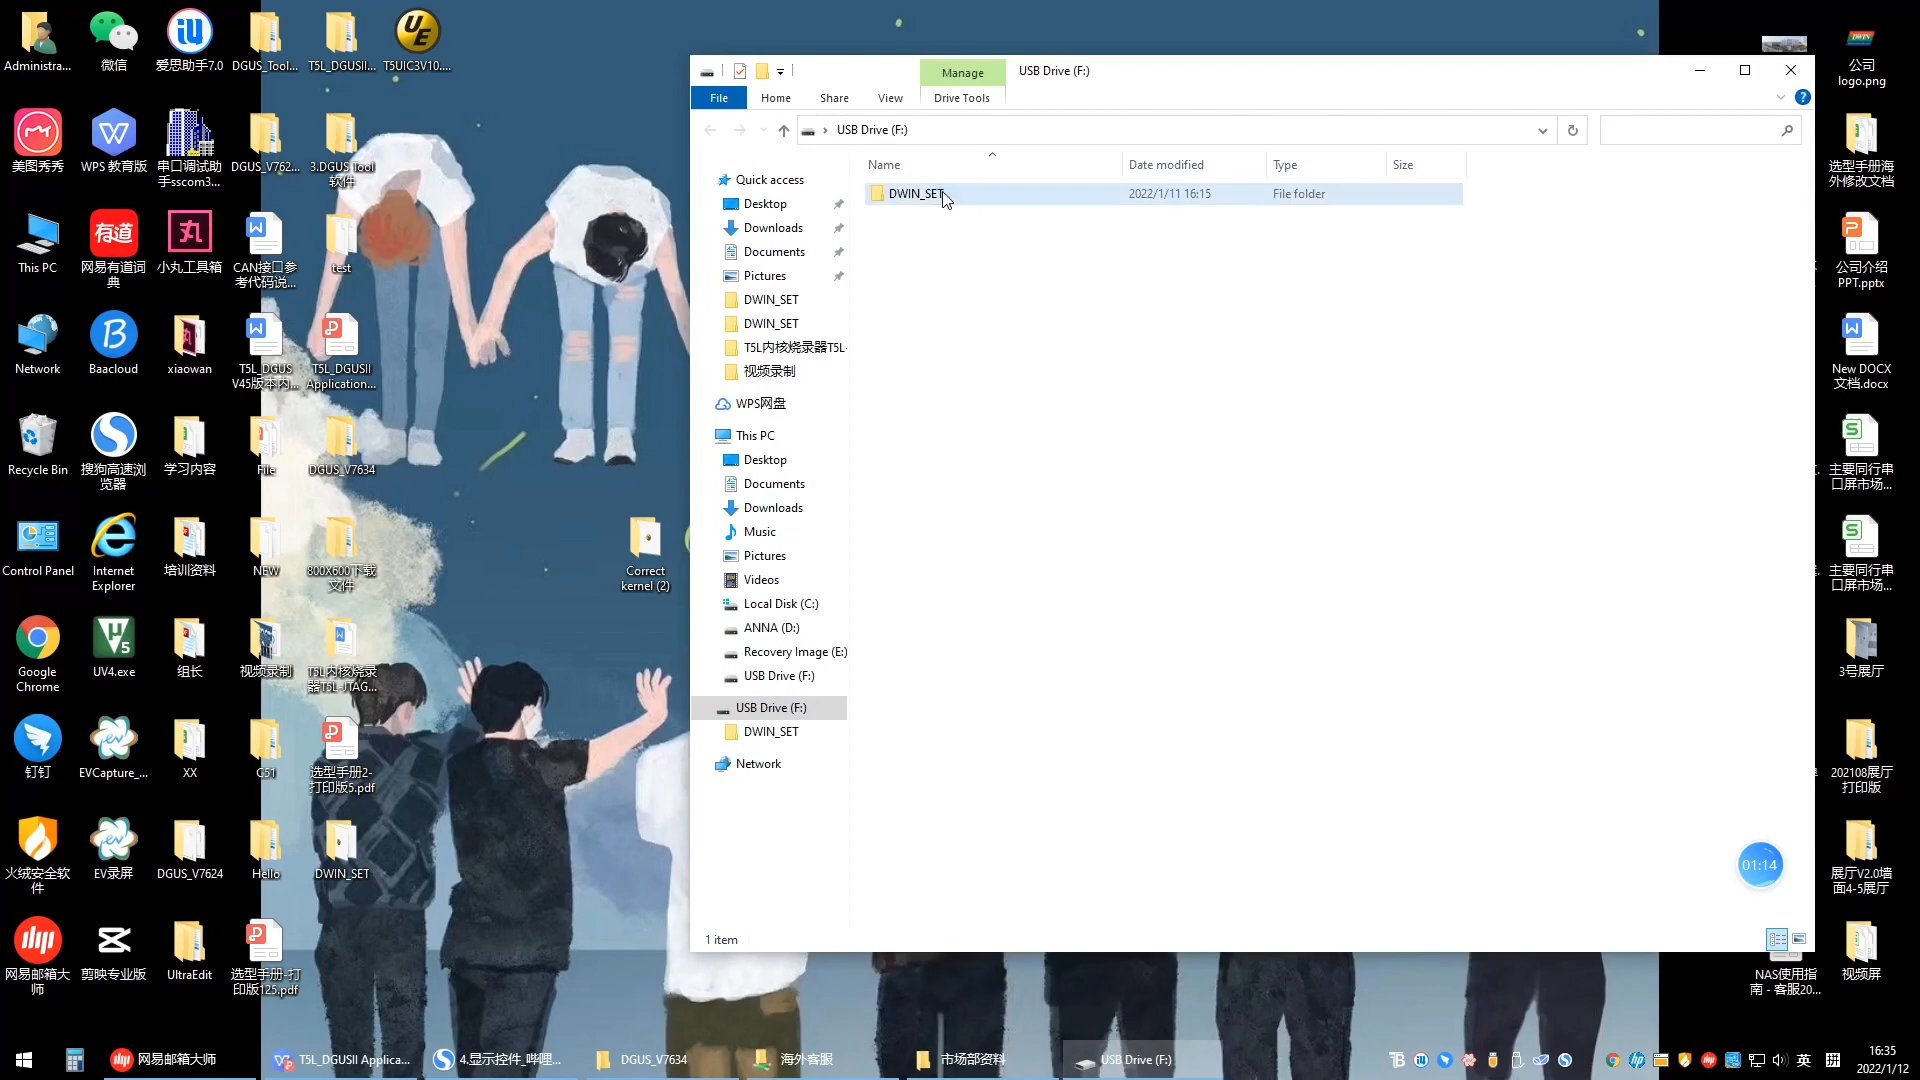 Administra...
微信
爱思助手7.0
DGUS_Tool...
T5L_DGUSII...
T5UIC3V10....
美图秀秀
WPS 教育版
串口调试助
手sscom3...
DGUS_V762...
3.DGUS Tool
软件
This PC
网易有道词
典
小丸工具箱
CAN接口参
考代码说...
test
Network
Baacloud
xiaowan
T5L_DGUS
V45版本内...
T5L_DGUSII
Application...
Recycle Bin
搜狗高速浏
览器
学习内容
File
DGUS_V7634
Control Panel
Internet
Explorer
培训资料
NEW
800X600下载
文件
Correct
kernel (2)
Google
Chrome
UV4.exe
组长
视频录制
T5L内核烧录
器T5L-JTAG...
钉钉
EVCapture_...
XX
C51
选型手册2-
打印版5.pdf
火绒安全软
件
EV录屏
DGUS_V7624
Hello
DWIN_SET
网易邮箱大
师
剪映专业版
UltraEdit
选型手册-打
印版125.pdf
Manage
USB Drive (F:)
File
Home
Share
View
Drive Tools
USB Drive (F:)
Name
Date modified
Type
Size
DWIN_SET
2022/1/11 16:15
File folder
Quick access
Desktop
Downloads
Documents
Pictures
DWIN_SET
DWIN_SET
T5L内核烧录器T5L-
视频录制
WPS网盘
This PC
Desktop
Documents
Downloads
Music
Pictures
Videos
Local Disk (C:)
ANNA (D:)
Recovery Image (E:)
USB Drive (F:)
USB Drive (F:)
DWIN_SET
Network
1 item
01:14
公司
logo.png
选型手册海
外修改文档
公司介绍
PPT.pptx
New DOCX
文档.docx
主要同行串
口屏市场...
主要同行串
口屏市场...
3号展厅
202108展厅
打印版
展厅V2.0墙
面4-5展厅
NAS使用指
南 - 客服20...
视频屏
网易邮箱大师
T5L_DGUSII Applica...
4.显示控件_哔哩...
DGUS_V7634
海外客服
市场部资料
USB Drive (F:)
英
拼
16:35
2022/1/12